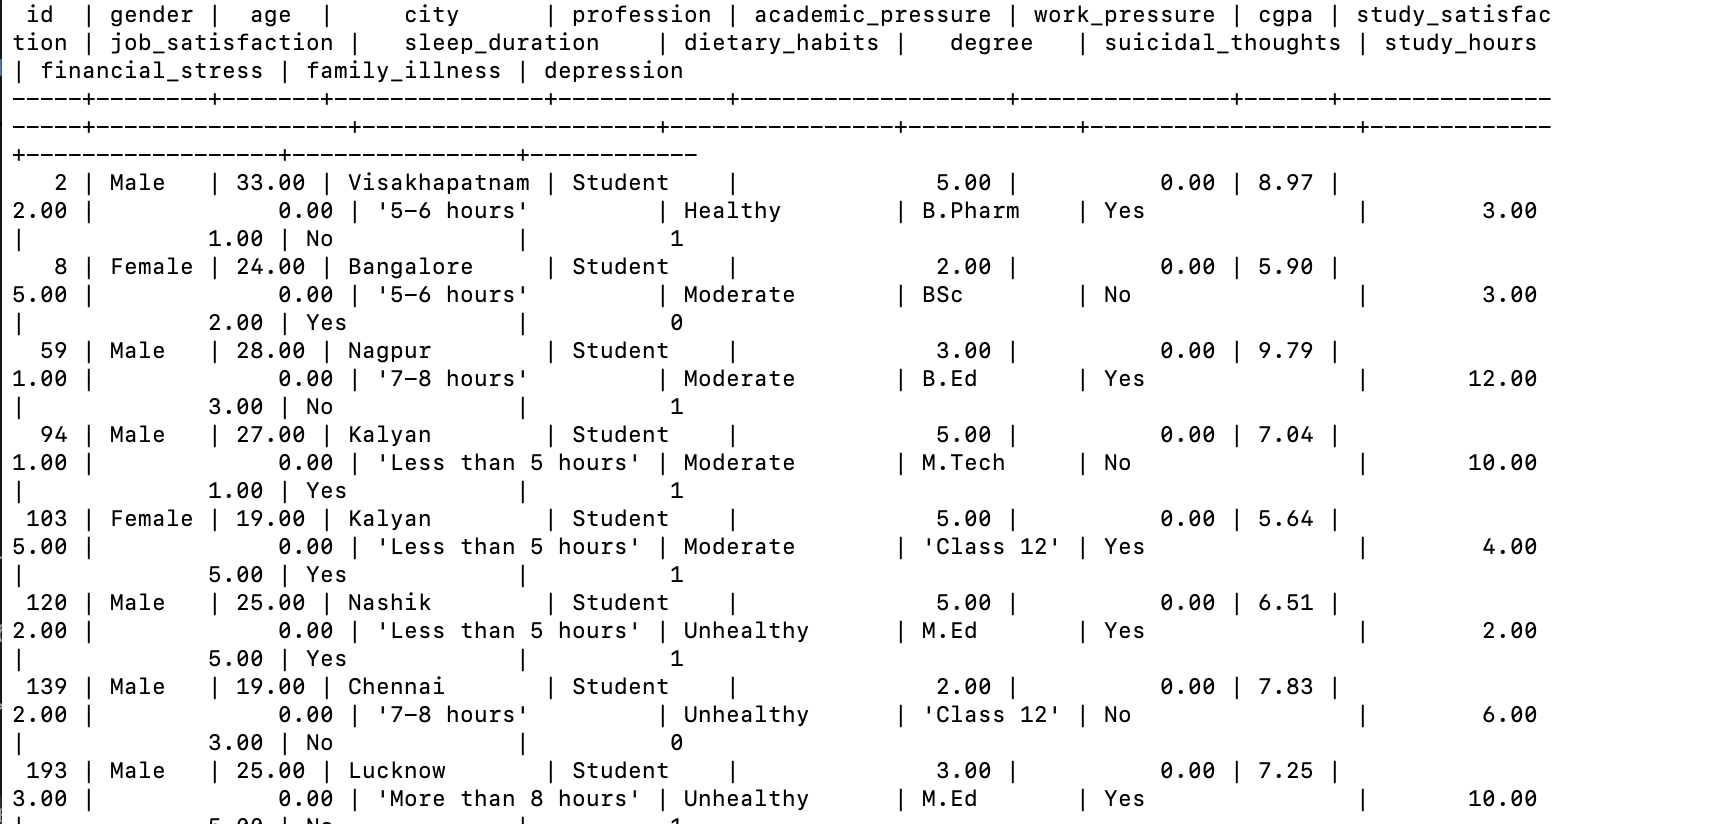 id  | gender |  age  |     city      | profession | academic_pressure | work_pressure | cgpa | study_satisfac
tion | job_satisfaction |   sleep_duration    | dietary_habits |   degree   | suicidal_thoughts | study_hours 
| financial_stress | family_illness | depression 
-----+--------+-------+---------------+------------+-------------------+---------------+------+---------------
-----+------------------+---------------------+----------------+------------+-------------------+-------------
+------------------+----------------+------------
   2 | Male   | 33.00 | Visakhapatnam | Student    |              5.00 |          0.00 | 8.97 |
2.00 |             0.00 | '5-6 hours'         | Healthy        | B.Pharm    | Yes               |        3.00
|             1.00 | No             |          1
   8 | Female | 24.00 | Bangalore     | Student    |              2.00 |          0.00 | 5.90 |
5.00 |             0.00 | '5-6 hours'         | Moderate       | BSc        | No                |        3.00
|             2.00 | Yes            |          0
  59 | Male   | 28.00 | Nagpur        | Student    |              3.00 |          0.00 | 9.79 |
1.00 |             0.00 | '7-8 hours'         | Moderate       | B.Ed       | Yes               |       12.00
|             3.00 | No             |          1
  94 | Male   | 27.00 | Kalyan        | Student    |              5.00 |          0.00 | 7.04 |
1.00 |             0.00 | 'Less than 5 hours' | Moderate       | M.Tech     | No                |       10.00
|             1.00 | Yes            |          1
 103 | Female | 19.00 | Kalyan        | Student    |              5.00 |          0.00 | 5.64 |
5.00 |             0.00 | 'Less than 5 hours' | Moderate       | 'Class 12' | Yes               |        4.00
|             5.00 | Yes            |          1
 120 | Male   | 25.00 | Nashik        | Student    |              5.00 |          0.00 | 6.51 |
2.00 |             0.00 | 'Less than 5 hours' | Unhealthy      | M.Ed       | Yes               |        2.00
|             5.00 | Yes            |          1
 139 | Male   | 19.00 | Chennai       | Student    |              2.00 |          0.00 | 7.83 |
2.00 |             0.00 | '7-8 hours'         | Unhealthy      | 'Class 12' | No                |        6.00
|             3.00 | No             |          0
 193 | Male   | 25.00 | Lucknow       | Student    |              3.00 |          0.00 | 7.25 |
3.00 |             0.00 | 'More than 8 hours' | Unhealthy      | M.Ed       | Yes               |       10.00
|             5.00 | No             |          1